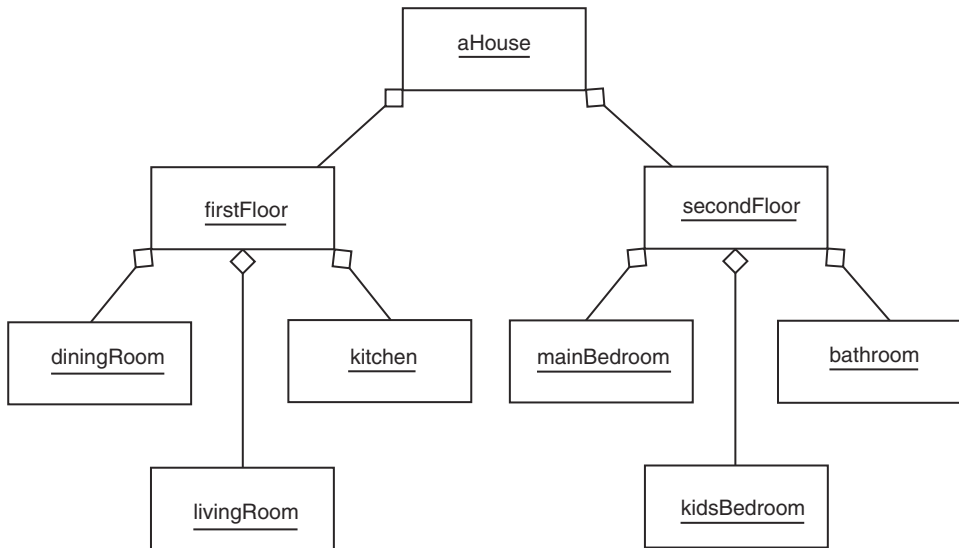 aHouse
firstFloor
secondFloor
diningRoom
kitchen
mainBedroom
bathroom
livingRoom
kidsBedroom